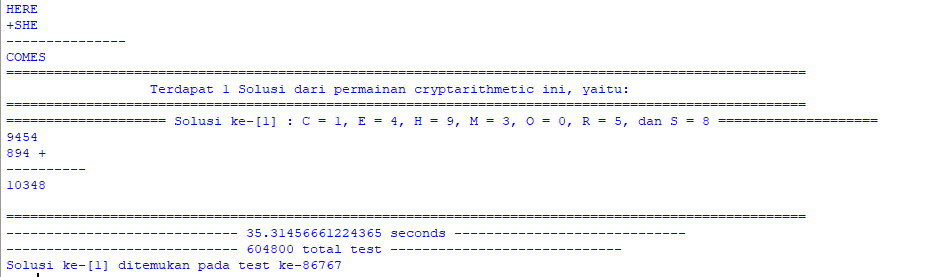 HERE
+SHE
---------------
COMES
====================================================================================================
Terdapat 1 Solusi dari permainan cryptarithmetic ini, yaitu:
====================================================================================================
==================== Solusi ke-[1] : C = 1, E = 4, H = 9, M = 3, O = 0, R = 5, dan S = 8 ====================
9454
894 +
----------
10348
====================================================================================================
----------------------------- 35.31456661224365 seconds -----------------------------
----------------------------- 604800 total test -----------------------------
Solusi ke-[1] ditemukan pada test ke-86767